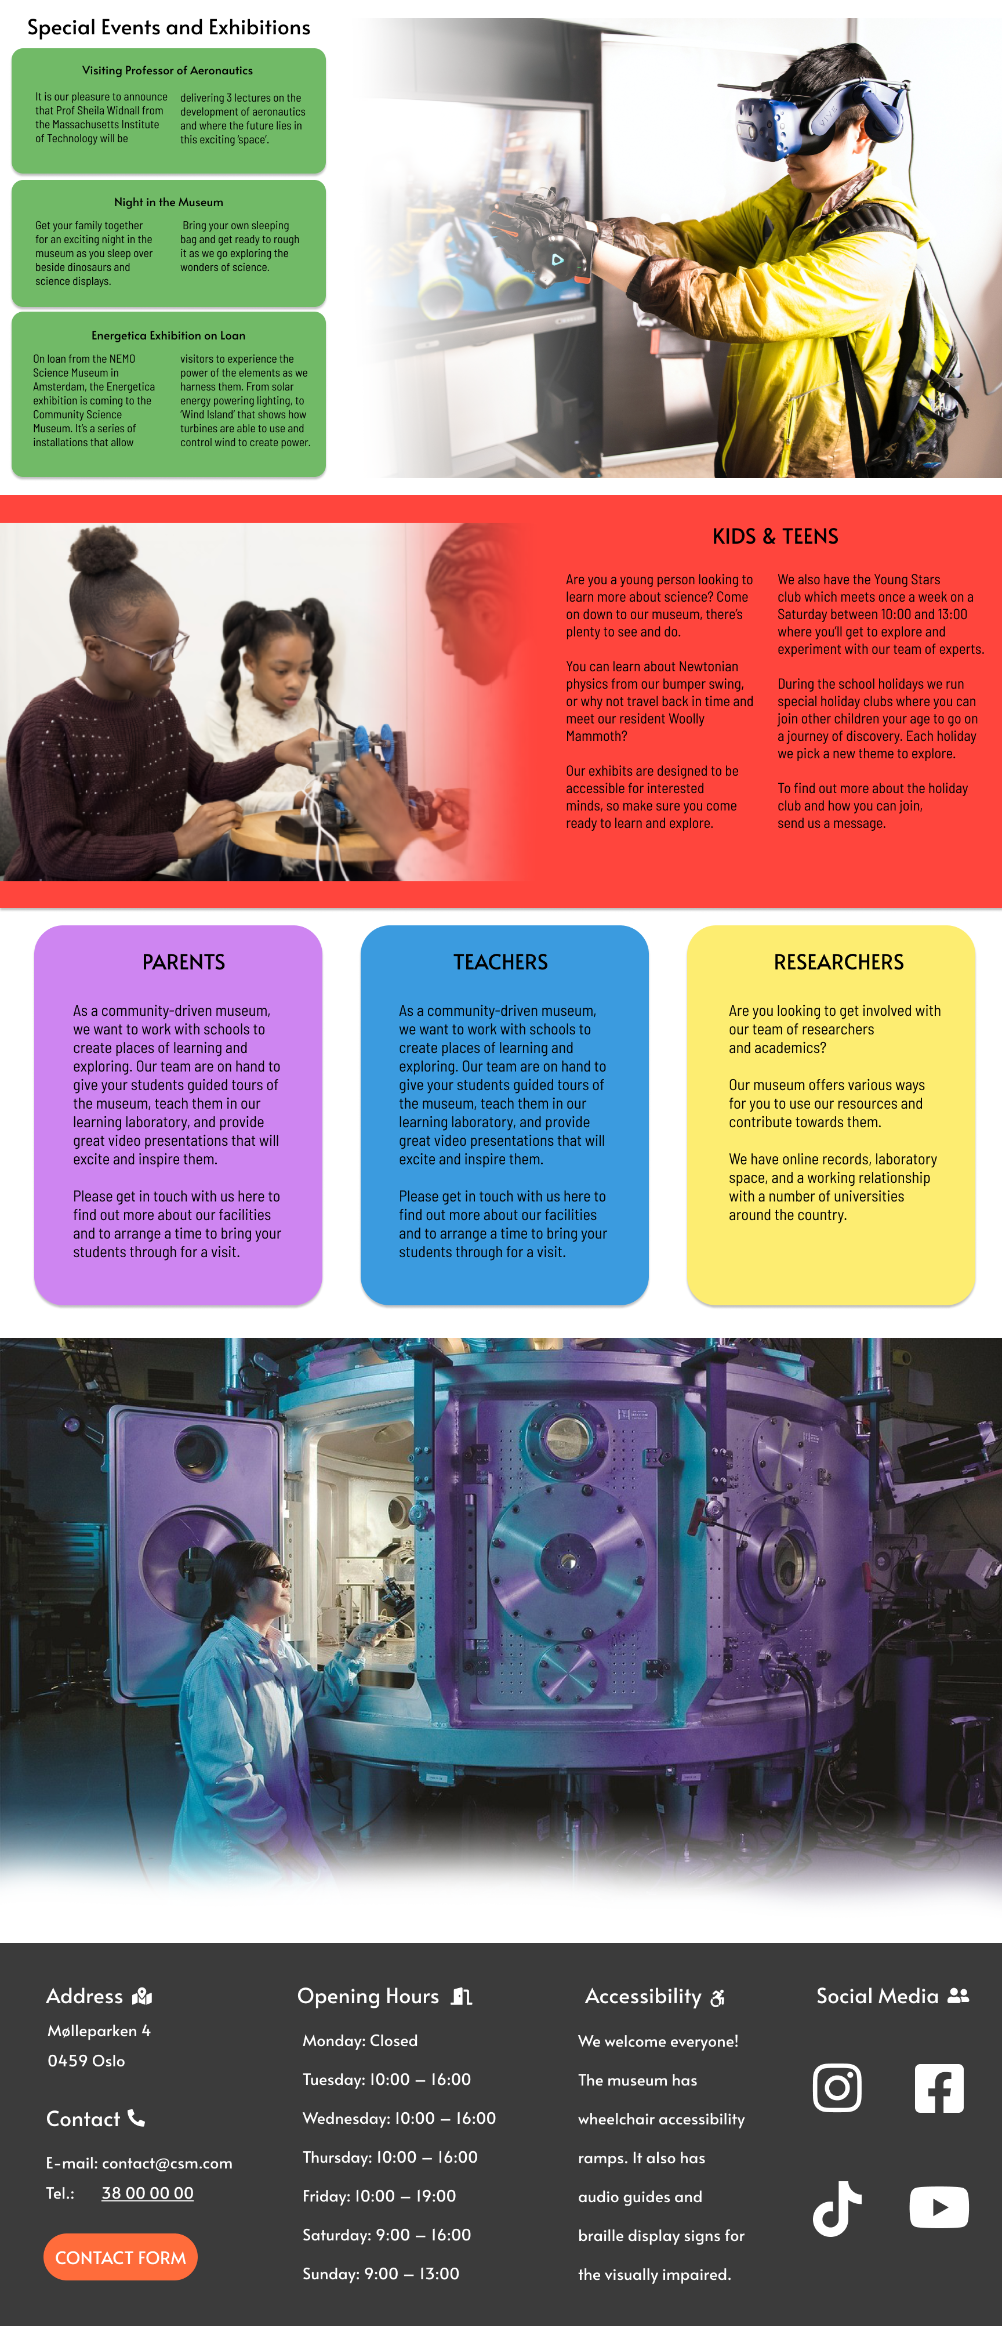 Special Events and Exhibitions
Visiting Professor of Aeronautics
It is our pleasure to announce
that Prof Sheila Widnall from
the Massachusetts Institute
of Technology will be
delivering 3 lectures on the
development of aeronautics
and where the future lies in
this exciting 'space'.
Night in the Museum
Get your family together
for an exciting night in the
museum as you sleep over
beside dinosaurs and
science displays.
Bring your own sleeping
bag and get ready to rough
it as we go exploring the
wonders of science.
Energetica Exhibition on Loan
On loan from the NEMO
Science Museum in
Amsterdam, the Energetica
exhibition is coming to the
Community Science
Museum. It's a series of
installations that allow
visitors to experience the
power of the elements as we
harness them. From solar
energy powering lighting, to
'Wind Island' that shows how
turbines are able to use and
control wind to create power.
KIDS & TEENS
Are you a young person looking to
learn more about science? Come
on down to our museum, there's
plenty to see and do.
You can learn about Newtonian
physics from our bumper swing,
or why not travel back in time and
meet our resident Woolly
Mammoth?
Our exhibits are designed to be
accessible for interested
minds, so make sure you come
ready to learn and explore.
We also have the Young Stars
club which meets once a week on a
Saturday between 10:00 and 13:00
where you'll get to explore and
experiment with our team of experts.
During the school holidays we run
special holiday clubs where you can
join other children your age to go on
a journey of discovery. Each holiday
we pick a new theme to explore.
To find out more about the holiday
club and how you can join,
send us a message.
PARENTS
As a community-driven museum,
we want to work with schools to
create places of learning and
exploring. Our team are on hand to
give your students guided tours of
the museum, teach them in our
learning laboratory, and provide
great video presentations that will
excite and inspire them.
Please get in touch with us here to
find out more about our facilities
and to arrange a time to bring your
students through for a visit.
TEACHERS
As a community-driven museum,
we want to work with schools to
create places of learning and
exploring. Our team are on hand to
give your students guided tours of
the museum, teach them in our
learning laboratory, and provide
great video presentations that will
excite and inspire them.
Please get in touch with us here to
find out more about our facilities
and to arrange a time to bring your
students through for a visit.
RESEARCHERS
Are you looking to get involved with
our team of researchers
and academics?
Our museum offers various ways
for you to use our resources and
contribute towards them.
We have online records, laboratory
space, and a working relationship
with a number of universities
around the country.
Address
Mølleparken 4
0459 Oslo
Contact
E-mail: contact@csm.com
Tel.: 38 00 00 00
CONTACT FORM
Opening Hours
Monday: Closed
Tuesday: 10:00 – 16:00
Wednesday: 10:00 – 16:00
Thursday: 10:00 – 16:00
Friday: 10:00 – 19:00
Saturday: 9:00 – 16:00
Sunday: 9:00 – 13:00
Accessibility
We welcome everyone!
The museum has
wheelchair accessibility
ramps. It also has
audio guides and
braille display signs for
the visually impaired.
Social Media